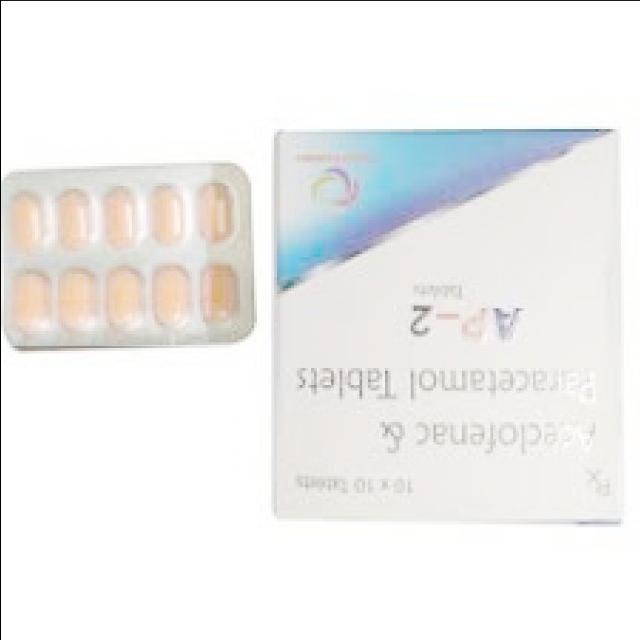 Rx
10 x 10 Tablets
Aceclofenac &
Paracetamol Tablets
AP-2
Tablets